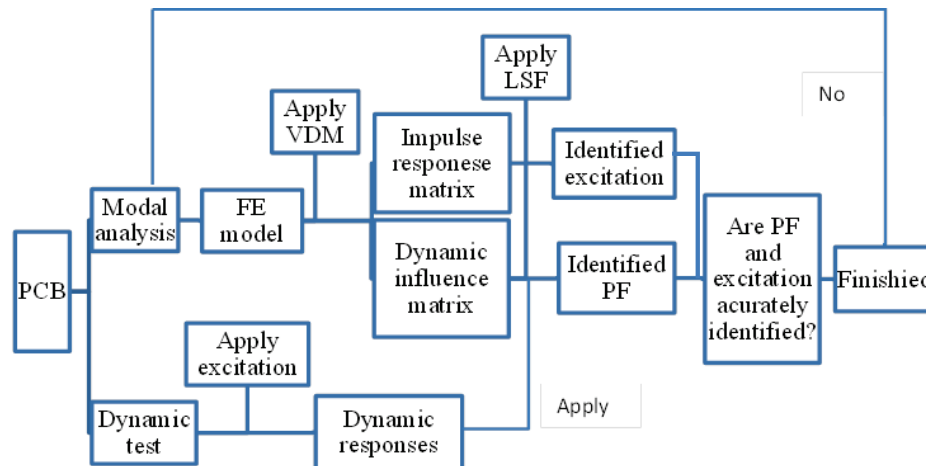 Apply
LSF
No
Apply
VDM
Impulse
responese
matrix
Identified
excitation
Modal
analysis
FE
model
Are PF
and
excitation
acurately
identified?
PCB
Dynamic
influence
matrix
Identified
PF
Finishied
Apply
excitation
Apply
Dynamic
test
Dynamic
responses